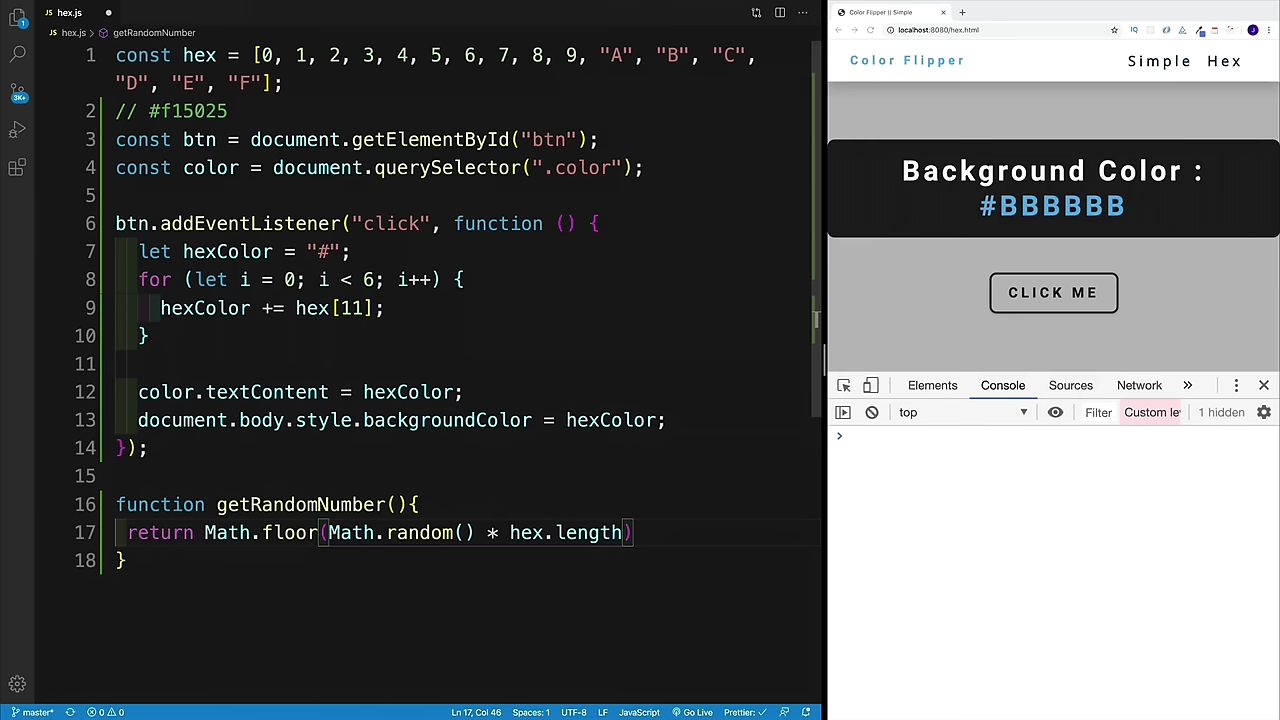 hex.js
hex.js > getRandomNumber
1
3K+
1 const hex = [0, 1, 2, 3, 4, 5, 6, 7, 8, 9, "A", "B", "C",
"D", "E", "F"];
2 // #f15025
3 const btn = document.getElementById("btn");
4 const color = document.querySelector(".color");
5
6 btn.addEventListener("click", function () {
7 let hexColor = "#";
8 for (let i = 0; i < 6; i++) {
9 hexColor += hex[11];
10 }
11
12 color.textContent = hexColor;
13 document.body.style.backgroundColor = hexColor;
14 });
15
16 function getRandomNumber(){
17 return Math.floor(Math.random() * hex.length)
18 }
master* 0 0 Ln 17, Col 46 Spaces: 1 UTF-8 LF JavaScript Go Live Prettier: ✓
Color Flipper || Simple
localhost:8080/hex.html
IQ
J
Color Flipper Simple Hex
Background Color :
#BBBBBB
CLICK ME
Elements Console Sources Network »
top Filter Custom le 1 hidden
>